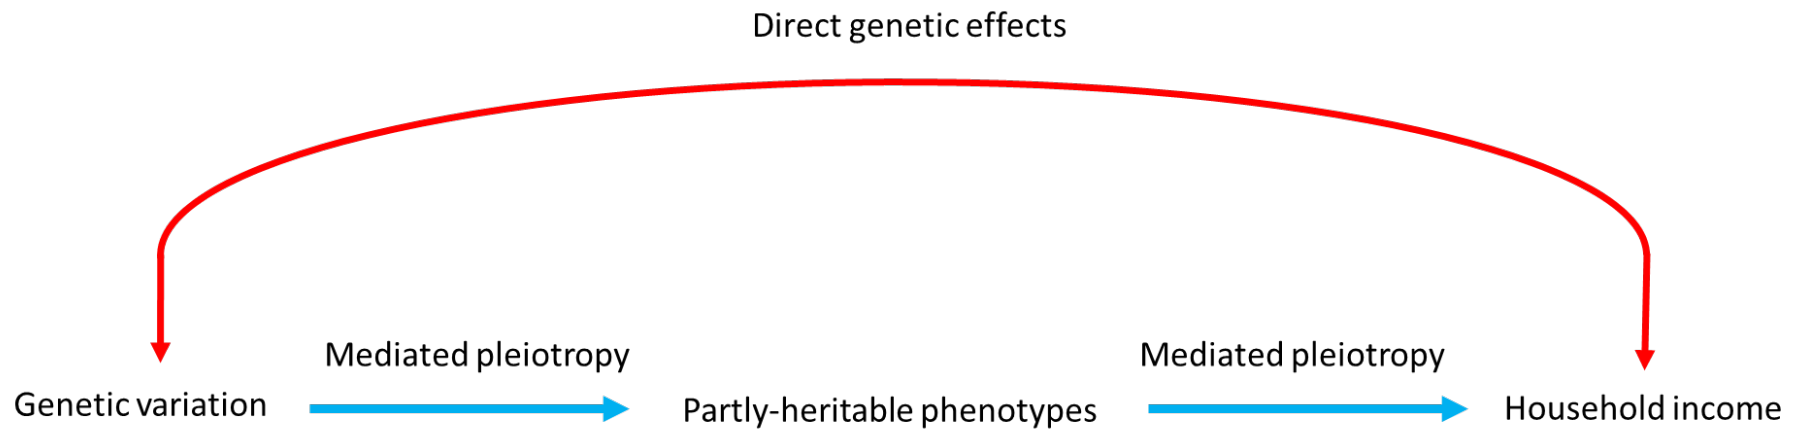 Direct genetic effects
Mediated pleiotropy
Mediated pleiotropy
Genetic variation
Partly-heritable phenotypes
Household income